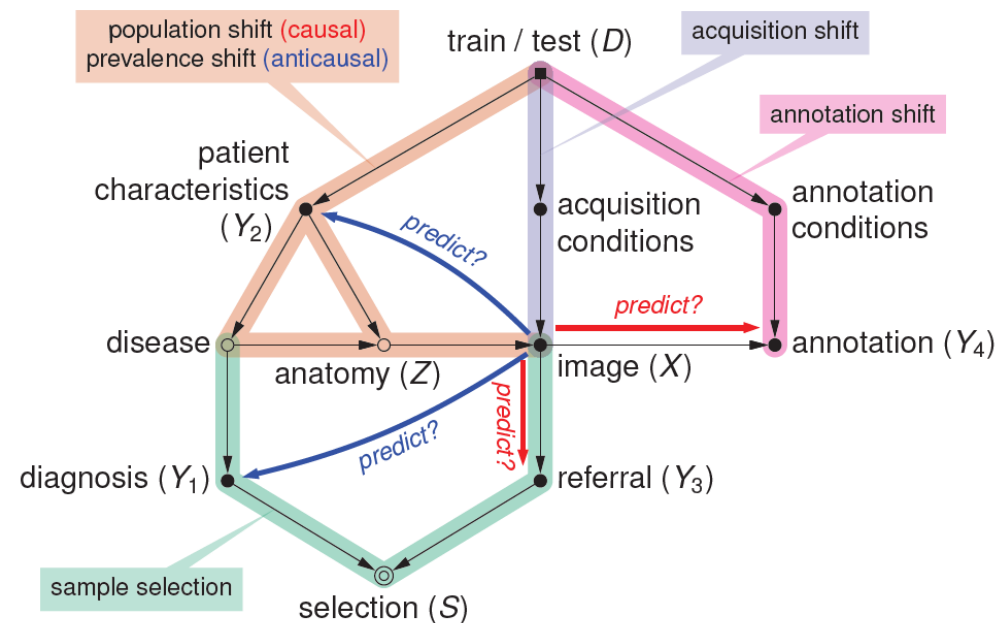 population shift (causal)
prevalence shift (anticausal)
train / test (D)
acquisition shift
annotation shift
patient
characteristics
(Y2)
predict?
acquisition
conditions
annotation
conditions
predict?
disease
anatomy (Z)
image (X)
annotation (Y4)
predict?
predict?
diagnosis (Y1)
referral (Y3)
sample selection
selection (S)